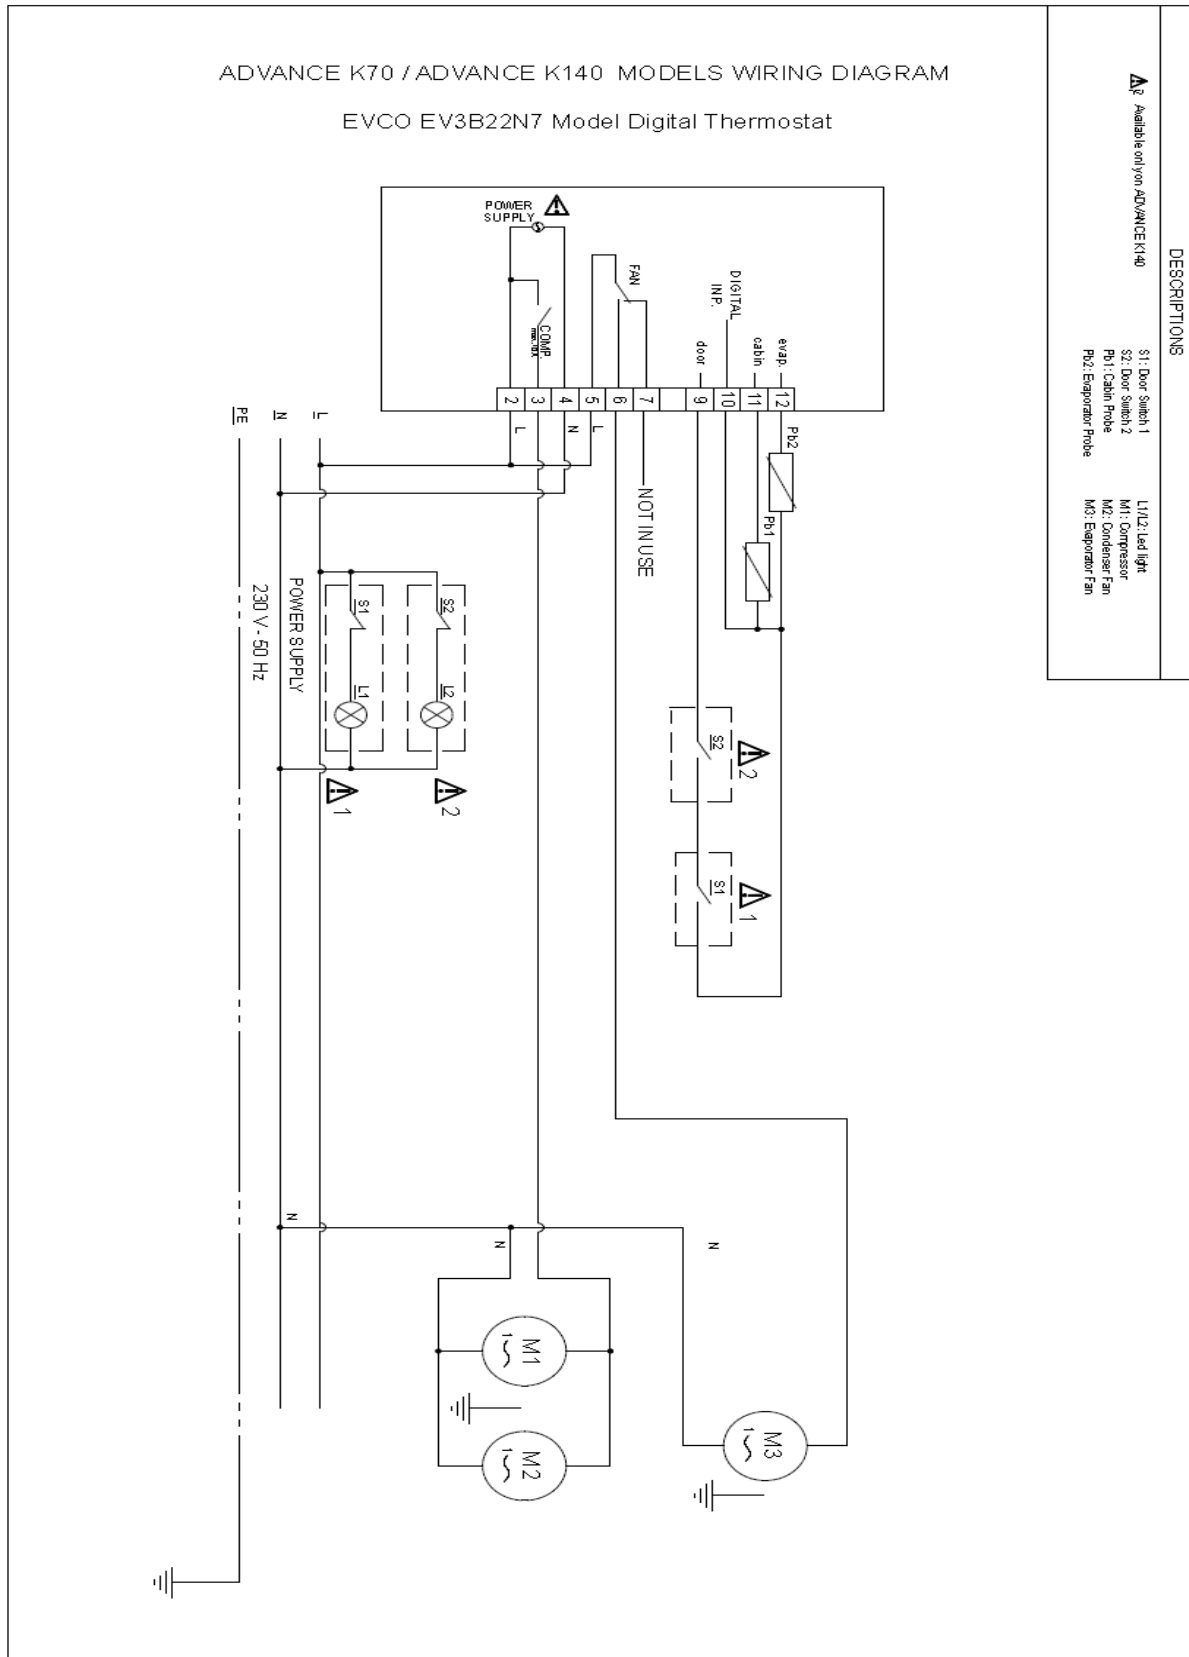 ADVANCE K70 / ADVANCE K140 MODELS WIRING DIAGRAM
EVCO EV3B22N7 Model Digital Thermostat
DESCRIPTIONS
2 Available only on ADVANCE K140
S1: Door Switch 1
S2: Door Switch 2
Pb1: Cabin Probe
Pb2: Evaporator Probe
L1/L2: Led light
M1: Compressor
M2: Condenser Fan
M3: Evaporator Fan
POWER
SUPPLY
COMP.
FAN
DIGITAL
INP.
door
cabin
evap.
2
3
4
5
6
7
9
10
11
12
L
N
L
NOT IN USE
Pb2
Pb1
PE
N
L
POWER SUPPLY
230 V - 50 Hz
S1
L1
S2
L2
1
2
S2
2
S1
1
N
N
N
M1
1
M2
1
M3
1